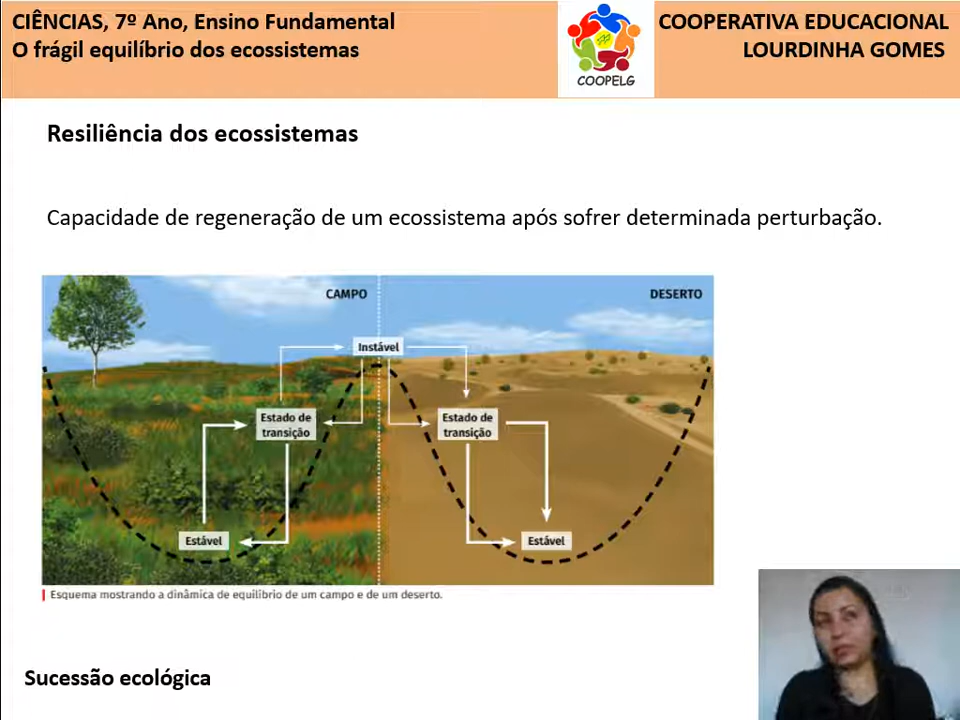 CIÊNCIAS, 7º Ano, Ensino Fundamental
O frágil equilíbrio dos ecossistemas
COOPELG
COOPERATIVA EDUCACIONAL
LOURDINHA GOMES
Resiliência dos ecossistemas
Capacidade de regeneração de um ecossistema após sofrer determinada perturbação.
CAMPO
DESERTO
Instável
Estado de
transição
Estado de
transição
Estável
Estável
Esquema mostrando a dinâmica de equilíbrio de um campo e de um deserto.
Sucessão ecológica